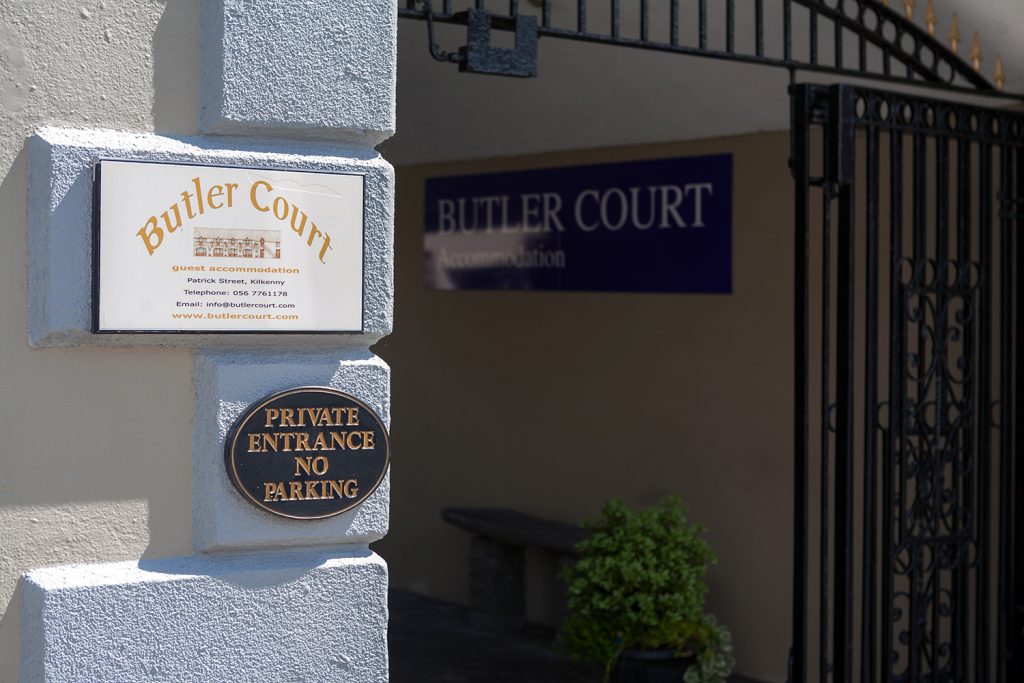 Butler Court
guest accommodation
Patrick Street, Kilkenny
Telephone: 056 7761178
Email: info@butlercourt.com
www.butlercourt.com
PRIVATE
ENTRANCE
NO
PARKING
BUTLER COURT
Accommodation